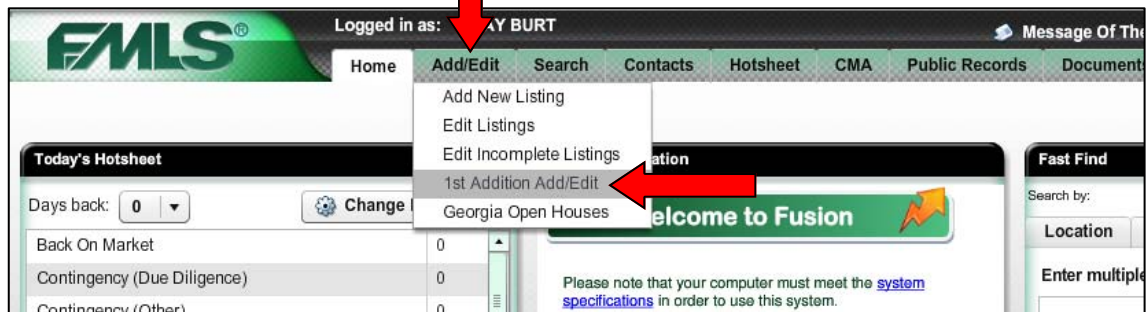 FMLS®
Logged in as: AY BURT
Message Of The
Home Add/Edit Search Contacts Hotsheet CMA Public Records Document
Add New Listing
Edit Listings
Edit Incomplete Listings
1st Addition Add/Edit
Georgia Open Houses
Today's Hotsheet
Days back: 0
Change
Back On Market 0
Contingency (Due Diligence) 0
Contingency (Other) 0
ation
elcome to Fusion
Please note that your computer must meet the system
specifications in order to use this system.
Fast Find
Search by:
Location
Enter multiple